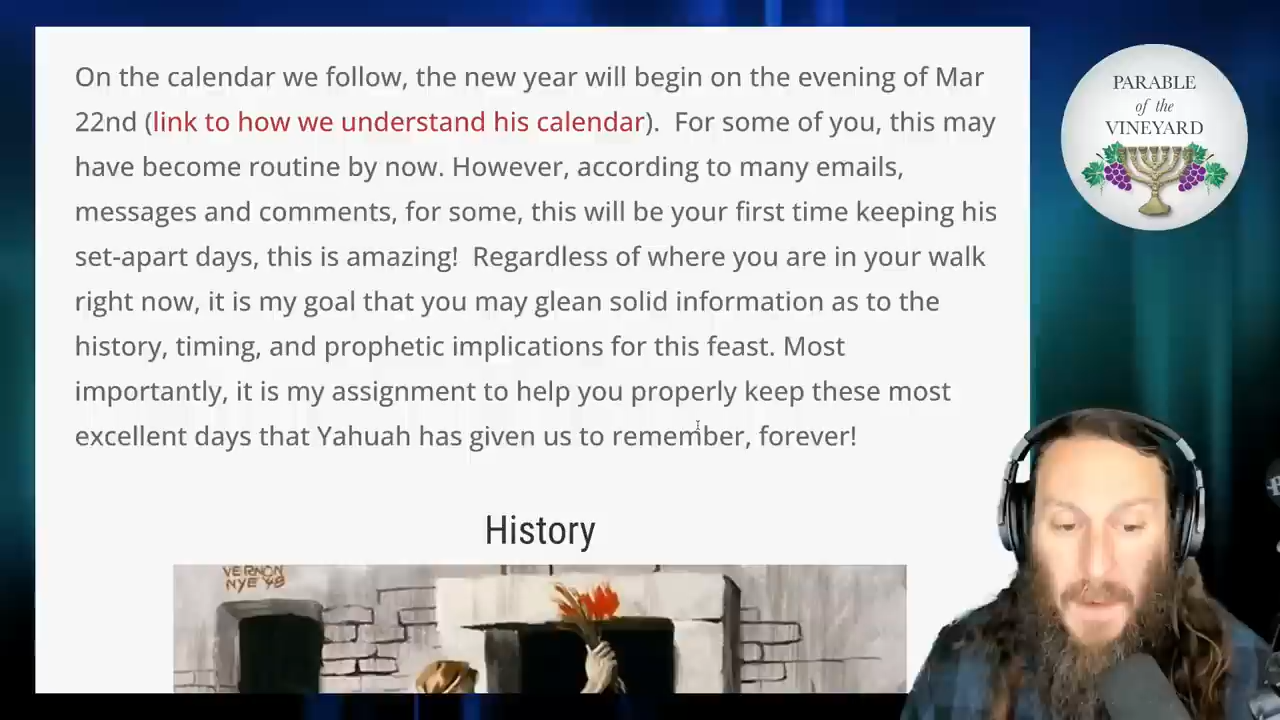 On the calendar we follow, the new year will begin on the evening of Mar
22nd (link to how we understand his calendar).  For some of you, this may
have become routine by now. However, according to many emails,
messages and comments, for some, this will be your first time keeping his
set-apart days, this is amazing!  Regardless of where you are in your walk
right now, it is my goal that you may glean solid information as to the
history, timing, and prophetic implications for this feast. Most
importantly, it is my assignment to help you properly keep these most
excellent days that Yahuah has given us to remember, forever!
History
VERNON
NYE '48
PARABLE
of the
VINEYARD